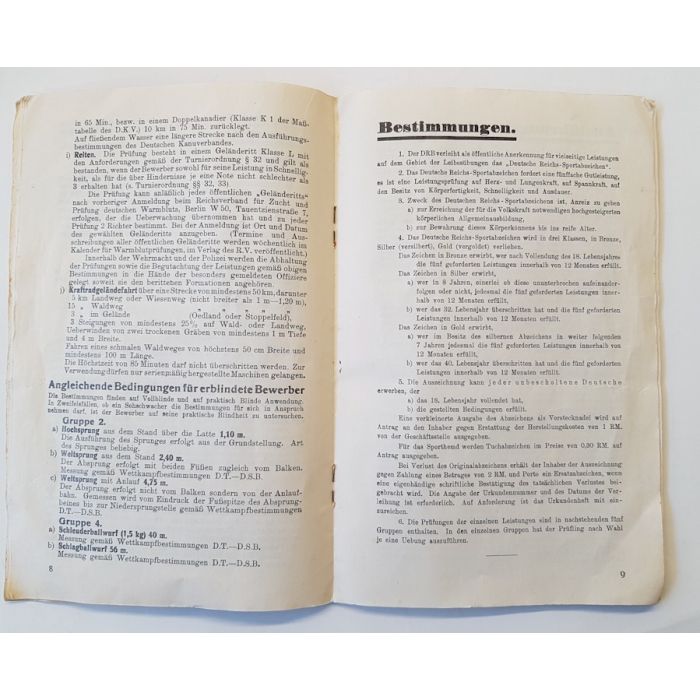 in 65 Min., bezw. in einem Doppelkanadier (Klasse K 1 der Maß-
tabelle des D.K.V.) 10 km in 75 Min. zurücklegt.
Auf fließendem Wasser eine längere Strecke nach den Ausführungs-
bestimmungen des Deutschen Kanuverbandes.
i) Reiten. Die Prüfung besteht in einem Geländeritt Klasse L mit
den Anforderungen gemäß der Turnierordnung § 32 und gilt als
bestanden, wenn der Bewerber sowohl für seine Leistung in Schnellig-
keit, als für die über Hindernisse je eine Note nicht schlechter als
3 erhalten hat (s. Turnierordnung §§ 32, 33)
Die Prüfung kann anläßlich jedes öffentlichen „Geländeritts“
nach vorheriger Anmeldung beim Reichsverband für Zucht und
Prüfung deutschen Warmbluts, Berlin W 50, Tauentzienstraße 7,
erfolgen, der die Ueberwachung übernommen hat und zu jeder
Prüfung 2 Richter bestimmt. Bei der Anmeldung ist Ort und Datum
des gewählten Geländeritts anzugeben. (Termine und Aus-
schreibungen aller öffentlichen Geländeritte werden wöchentlich im
Kalender für Warmblutprüfungen, im Verlag des R.V. veröffentlicht.)
Innerhalb der Wehrmacht und der Polizei werden die Abhaltung
der Prüfungen sowie die Begutachtung der Leistungen gemäß obigen
Bestimmungen in die Hände der besonders gemeldeten Offiziere
gelegt soweit sie den berittenen Formationen angehören.
j) Kraftradgeländefahrt über eine Strecke von mindestens 50 km, darunter
5 km Landweg oder Wiesenweg (nicht breiter als 1 m—1,20 m),
15 „ Waldweg
3 „ im Gelände (Oedland oder Stoppelfeld),
3 Steigungen von mindestens 25% auf Wald- oder Landweg,
Ueberwinden von zwei trockenen Gräben von mindestens 1 m Tiefe
und 4 m Breite.
Fahren eines schmalen Waldweges von höchstens 50 cm Breite und
mindestens 100 m Länge.
Die Höchstzeit von 85 Minuten darf nicht überschritten werden. Zur
Verwendung dürfen nur serienmäßig hergestellte Maschinen gelangen.
Angleichende Bedingungen für erblindete Bewerber
Die Bestimmungen finden auf Vollblinde und auf praktisch Blinde Anwendung.
In Zweifelsfällen, ob ein Schwachseher die Bestimmungen für sich in Anspruch
nehmen darf, ist der Bewerber auf seine praktische Blindheit zu untersuchen.
Gruppe 2.
a) Hochsprung aus dem Stand über die Latte 1,10 m.
Die Ausführung des Sprunges erfolgt aus der Grundstellung. Art
des Sprunges beliebig.
b) Weitsprung aus dem Stand 2,40 m.
Der Absprung erfolgt mit beiden Füßen zugleich vom Balken.
Messung gemäß Wettkampfbestimmungen D.T.—D.S.B.
c) Weitsprung mit Anlauf 4,75 m.
Der Absprung erfolgt nicht vom Balken sondern von der Anlauf-
bahn. Gemessen wird vom Eindruck der Fußspitze des Absprung-
beines bis zur Niedersprungstelle gemäß Wettkampfbestimmungen
D.T.—D.S.B.
Gruppe 4.
a) Schleuderballwurf (1,5 kg) 40 m.
Messung gemäß Wettkampfbestimmungen D.T.—D.S.B.
b) Schlagballwurf 56 m.
Messung gemäß Wettkampfbestimmungen D.T.—D.S.B.
8
Bestimmungen.
1. Der DRB verleiht als öffentliche Anerkennung für vielseitige Leistungen
auf dem Gebiet der Leibesübungen das „Deutsche Reichs-Sportabzeichen“.
2. Das Deutsche Reichs-Sportabzeichen fordert eine fünffache Gutleistung,
es ist eine Leistungsprüfung auf Herz- und Lungenkraft, auf Spannkraft, auf
den Besitz von Körperfertigkeit, Schnelligkeit und Ausdauer.
3. Zweck des Deutschen Reichs-Sportabzeichens ist, Anreiz zu geben
a) zur Erreichung der für die Volkskraft notwendigen hochgesteigerten
körperlichen Allgemeinausbildung,
b) zur Bewahrung dieses Körperkönnens bis ins reife Alter.
4. Das Deutsche Reichs-Sportabzeichen wird in drei Klassen, in Bronze,
Silber (versilbert), Gold (vergoldet) verliehen.
Das Zeichen in Bronze erwirbt, wer nach Vollendung des 18. Lebensjahres
die fünf geforderten Leistungen innerhalb von 12 Monaten erfüllt.
Das Zeichen in Silber erwirbt,
a) wer in 8 Jahren, einerlei ob diese ununterbrochen aufeinander-
folgen oder nicht, jedesmal die fünf geforderten Leistungen innerhalb
von 12 Monaten erfüllt.
b) wer das 32. Lebensjahr überschritten hat und die fünf geforderten
Leistungen innerhalb von 12 Monaten erfüllt.
Das Zeichen in Gold erwirbt,
a) wer im Besitz des silbernen Abzeichens in weiter folgenden
7 Jahren jedesmal die fünf geforderten Leistungen innerhalb von
12 Monaten erfüllt.
b) wer das 40. Lebensjahr überschritten hat und die fünf geforderten
Leistungen innerhalb von 12 Monaten erfüllt.
5. Die Auszeichnung kann jeder unbescholtene Deutsche
erwerben, der
a) das 18. Lebensjahr vollendet hat,
b) die gestellten Bedingungen erfüllt.
Eine verkleinerte Ausgabe des Abzeichens als Vorstecknadel wird auf
Antrag an den Inhaber gegen Erstattung der Herstellungskosten von 1 RM.
von der Geschäftsstelle ausgegeben.
Für das Sporthemd werden Tuchabzeichen im Preise von 0,90 RM. auf
Antrag ausgegeben.
Bei Verlust des Originalabzeichens erhält der Inhaber der Auszeichnung
gegen Zahlung eines Betrages von 2 RM. und Porto ein Ersatzabzeichen, wenn
eine eigenhändige schriftliche Bestätigung des tatsächlichen Verlustes bei-
gebracht wird. Die Angabe der Urkundennummer und des Datums der Ver-
leihung ist erforderlich. Auf Anforderung ist das Urkundenheft mit ein-
zureichen.
6. Die Prüfungen der einzelnen Leistungen sind in nachstehenden fünf
Gruppen enthalten. In den einzelnen Gruppen hat der Prüfling nach Wahl
je eine Uebung auszuführen.
9